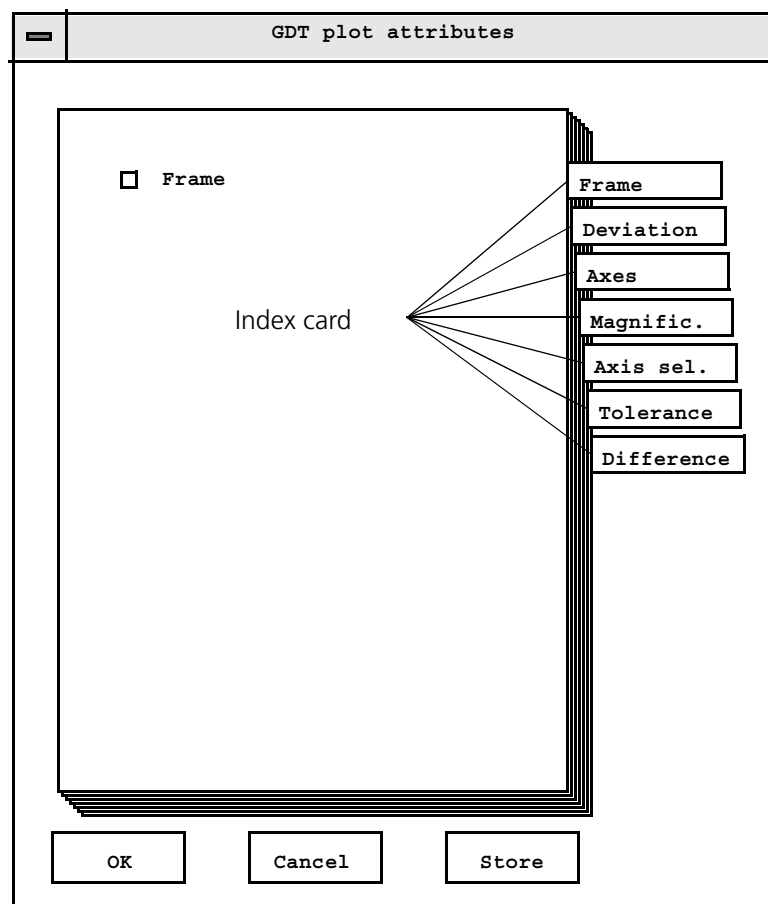 GDT plot attributes
Frame
Frame
Deviation
Axes
Index card
Magnific.
Axis sel.
Tolerance
Difference
OK
Cancel
Store